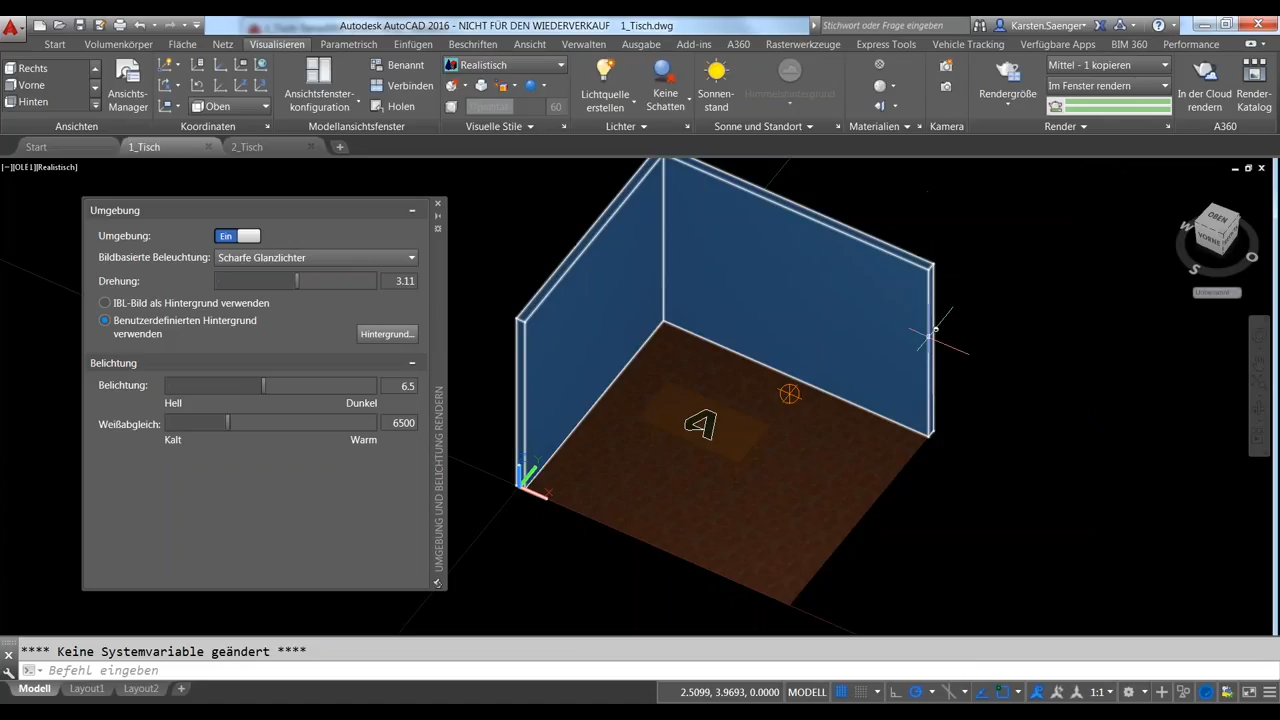 Autodesk AutoCAD 2016 - NICHT FÜR DEN WIEDERVERKAUF 1_Tisch.dwg
Stichwort oder Frage eingeben
Karsten.Saenger
Start Volumenkörper Fläche Netz Visualisieren Parametrisch Einfügen Beschriften Ansicht Verwalten Ausgabe Add-ins A360 Rasterwerkzeuge Express Tools Vehicle Tracking Verfügbare Apps BIM 360 Performance
Rechts
Vorne
Hinten
Ansichts-
Manager
Oben
Ansichtsfenster-
konfiguration
Benannt
Verbinden
Holen
Realistisch
60
Lichtquelle
erstellen
Keine
Schatten
Sonnen-
stand
Himmelshintergrund
Rendergröße
Mittel - 1 kopieren
Im Fenster rendern
In der Cloud
rendern
Render-
Katalog
Ansichten Koordinaten Modellansichtsfenster Visuelle Stile Lichter Sonne und Standort Materialien Kamera Render A360
Start 1_Tisch 2_Tisch
[−][OLE1][Realistisch]
Umgebung
Umgebung: Ein
Bildbasierte Beleuchtung: Scharfe Glanzlichter
Drehung: 3.11
IBL-Bild als Hintergrund verwenden
Benutzerdefinierten Hintergrund
verwenden
Hintergrund...
Belichtung
Belichtung: 6.5
Hell Dunkel
Weißabgleich: 6500
Kalt Warm
UMGEBUNG UND BELICHTUNG RENDERN
OBEN
VORNE
W
S
O
Unbenannt
A
X
Y
**** Keine Systemvariable geändert ****
Befehl eingeben
Modell Layout1 Layout2
2.5099, 3.9693, 0.0000 MODELL 1:1